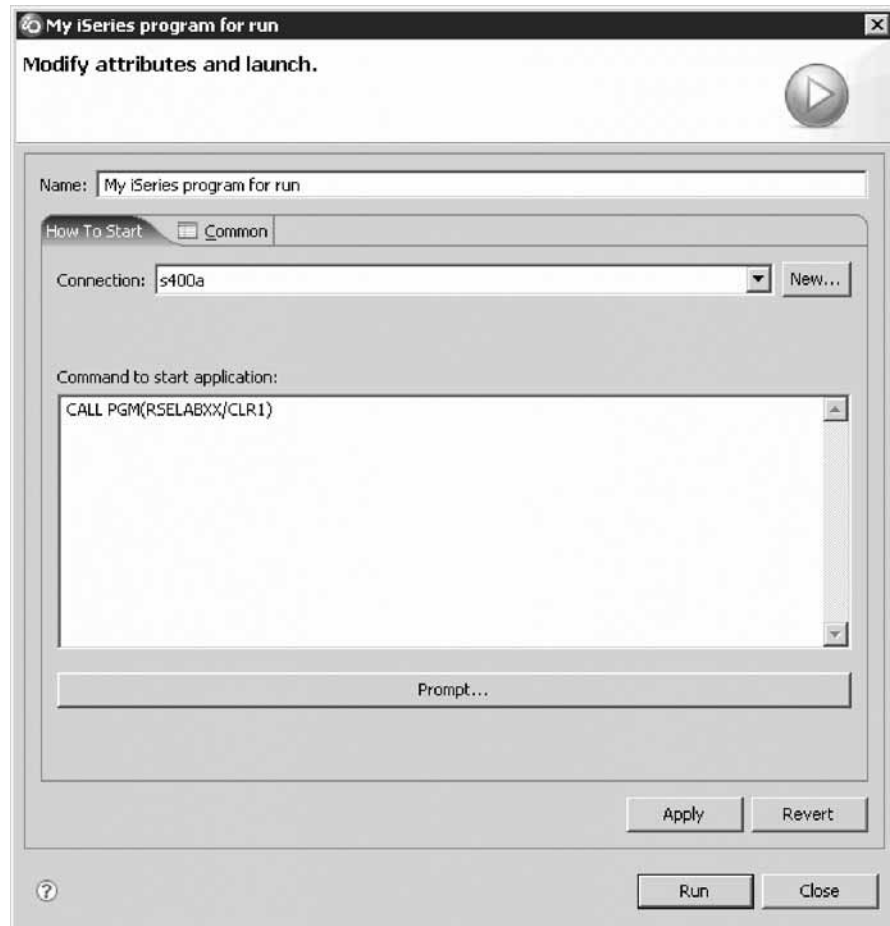 My iSeries program for run
Modify attributes and launch.
Name: My iSeries program for run
How To Start Common
Connection: s400a New...
Command to start application:
CALL PGM(RSELABXX/CLR1)
Prompt...
Apply Revert
? Run Close